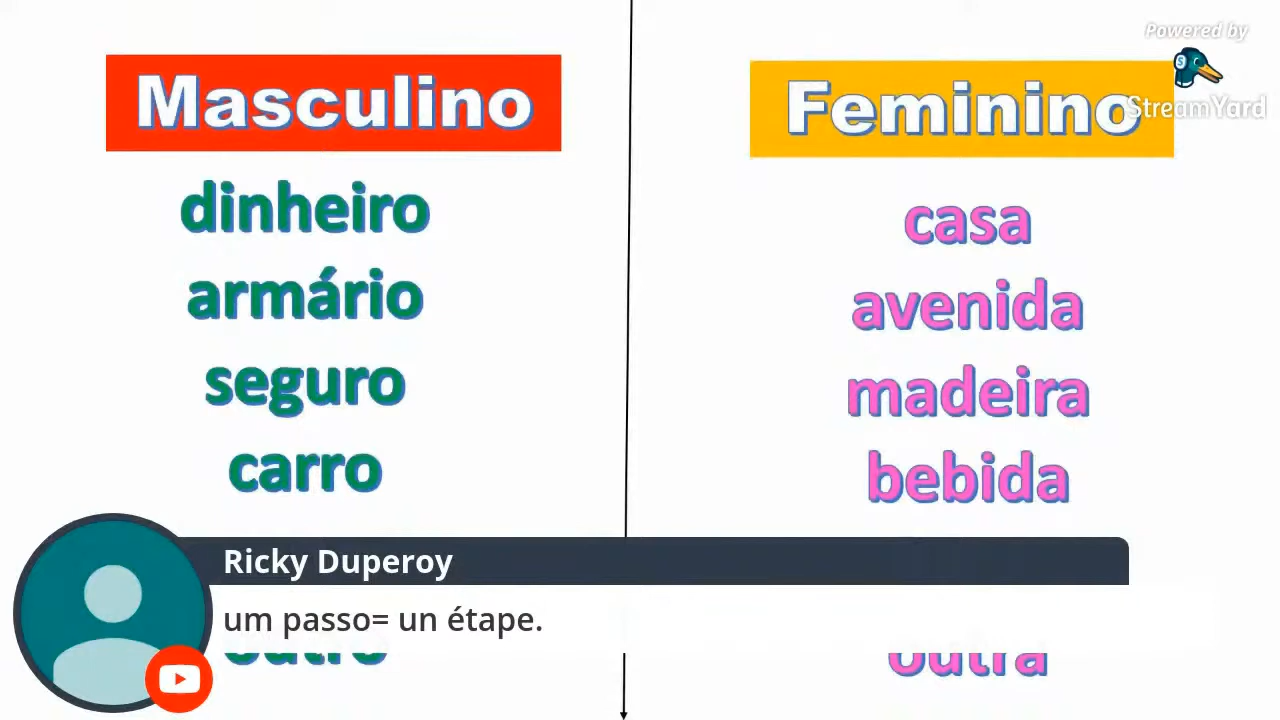 Powered by
StreamYard
Masculino
Feminino
dinheiro
casa
armário
avenida
seguro
madeira
carro
bebida
Ricky Duperoy
um passo= un étape.
outro
outra